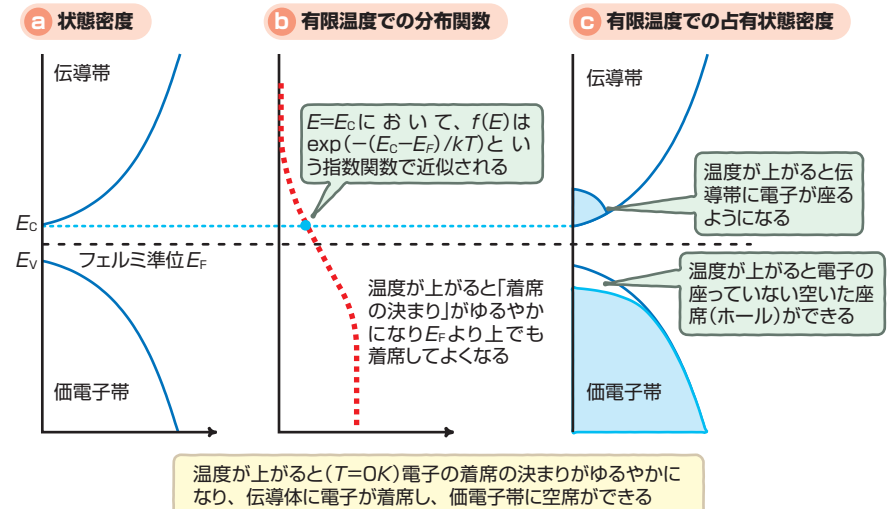 a 状態密度
b 有限温度での分布関数
c 有限温度での占有状態密度
伝導帯
EC
EV
フェルミ準位EF
価電子帯
E=ECにおいて、f(E)は
exp(−(EC−EF)/kT)とい
う指数関数で近似される
温度が上がると「着席
の決まり」がゆるやか
になりEFより上でも
着席してよくなる
伝導帯
温度が上がると伝
導帯に電子が座る
ようになる
温度が上がると電子の
座っていない空いた座
席(ホール)ができる
価電子帯
温度が上がると(T=0K)電子の着席の決まりがゆるやかに
なり、伝導体に電子が着席し、価電子帯に空席ができる